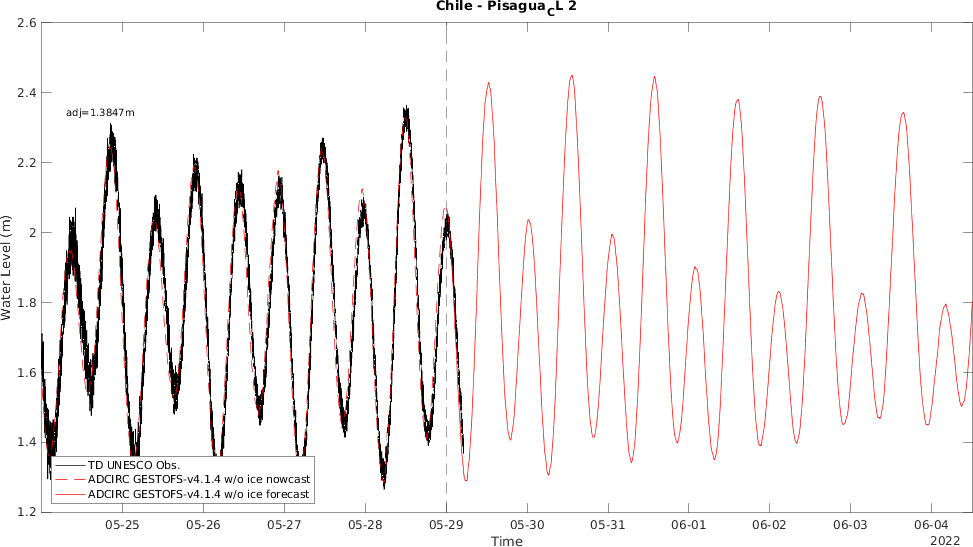 Chile - Pisagua_CL 2
2.6
2.4
adj=1.3847m
2.2
2
Water Level (m)
1.8
1.6
1.4
TD UNESCO Obs.
ADCIRC GESTOFS-v4.1.4 w/o ice nowcast
ADCIRC GESTOFS-v4.1.4 w/o ice forecast
1.2
05-25 05-26 05-27 05-28 05-29 05-30 05-31 06-01 06-02 06-03 06-04
Time
2022